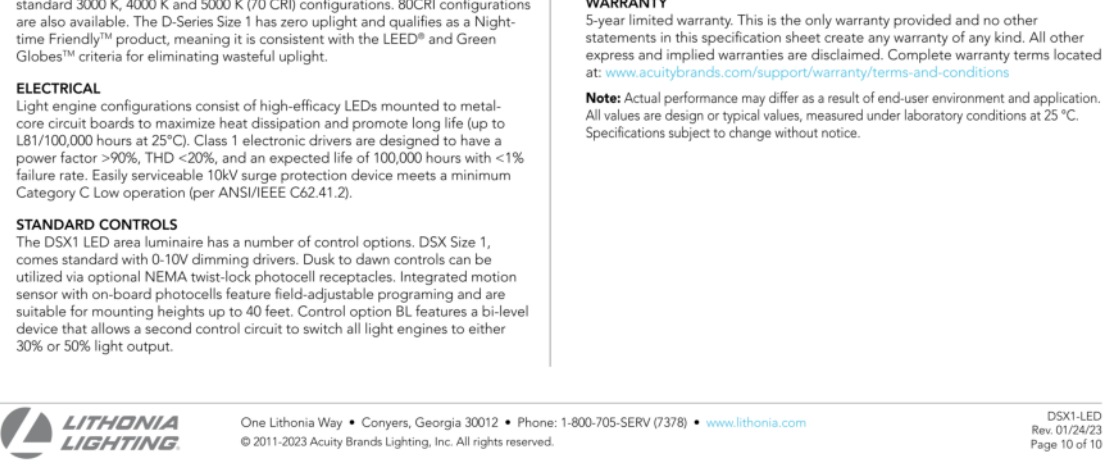 standard 3000 K, 4000 K and 5000 K (70 CRI) configurations. 80CRI configurations
are also available. The D-Series Size 1 has zero uplight and qualifies as a Night-
time Friendly™ product, meaning it is consistent with the LEED® and Green
Globes™ criteria for eliminating wasteful uplight.
ELECTRICAL
Light engine configurations consist of high-efficacy LEDs mounted to metal-
core circuit boards to maximize heat dissipation and promote long life (up to
L81/100,000 hours at 25°C). Class 1 electronic drivers are designed to have a
power factor >90%, THD <20%, and an expected life of 100,000 hours with <1%
failure rate. Easily serviceable 10kV surge protection device meets a minimum
Category C Low operation (per ANSI/IEEE C62.41.2).
STANDARD CONTROLS
The DSX1 LED area luminaire has a number of control options. DSX Size 1,
comes standard with 0-10V dimming drivers. Dusk to dawn controls can be
utilized via optional NEMA twist-lock photocell receptacles. Integrated motion
sensor with on-board photocells feature field-adjustable programing and are
suitable for mounting heights up to 40 feet. Control option BL features a bi-level
device that allows a second control circuit to switch all light engines to either
30% or 50% light output.
WARRANTY
5-year limited warranty. This is the only warranty provided and no other
statements in this specification sheet create any warranty of any kind. All other
express and implied warranties are disclaimed. Complete warranty terms located
at: www.acuitybrands.com/support/warranty/terms-and-conditions
Note: Actual performance may differ as a result of end-user environment and application.
All values are design or typical values, measured under laboratory conditions at 25 °C.
Specifications subject to change without notice.
LITHONIA
LIGHTING.
One Lithonia Way • Conyers, Georgia 30012 • Phone: 1-800-705-SERV (7378) • www.lithonia.com
© 2011-2023 Acuity Brands Lighting, Inc. All rights reserved.
DSX1-LED
Rev. 01/24/23
Page 10 of 10